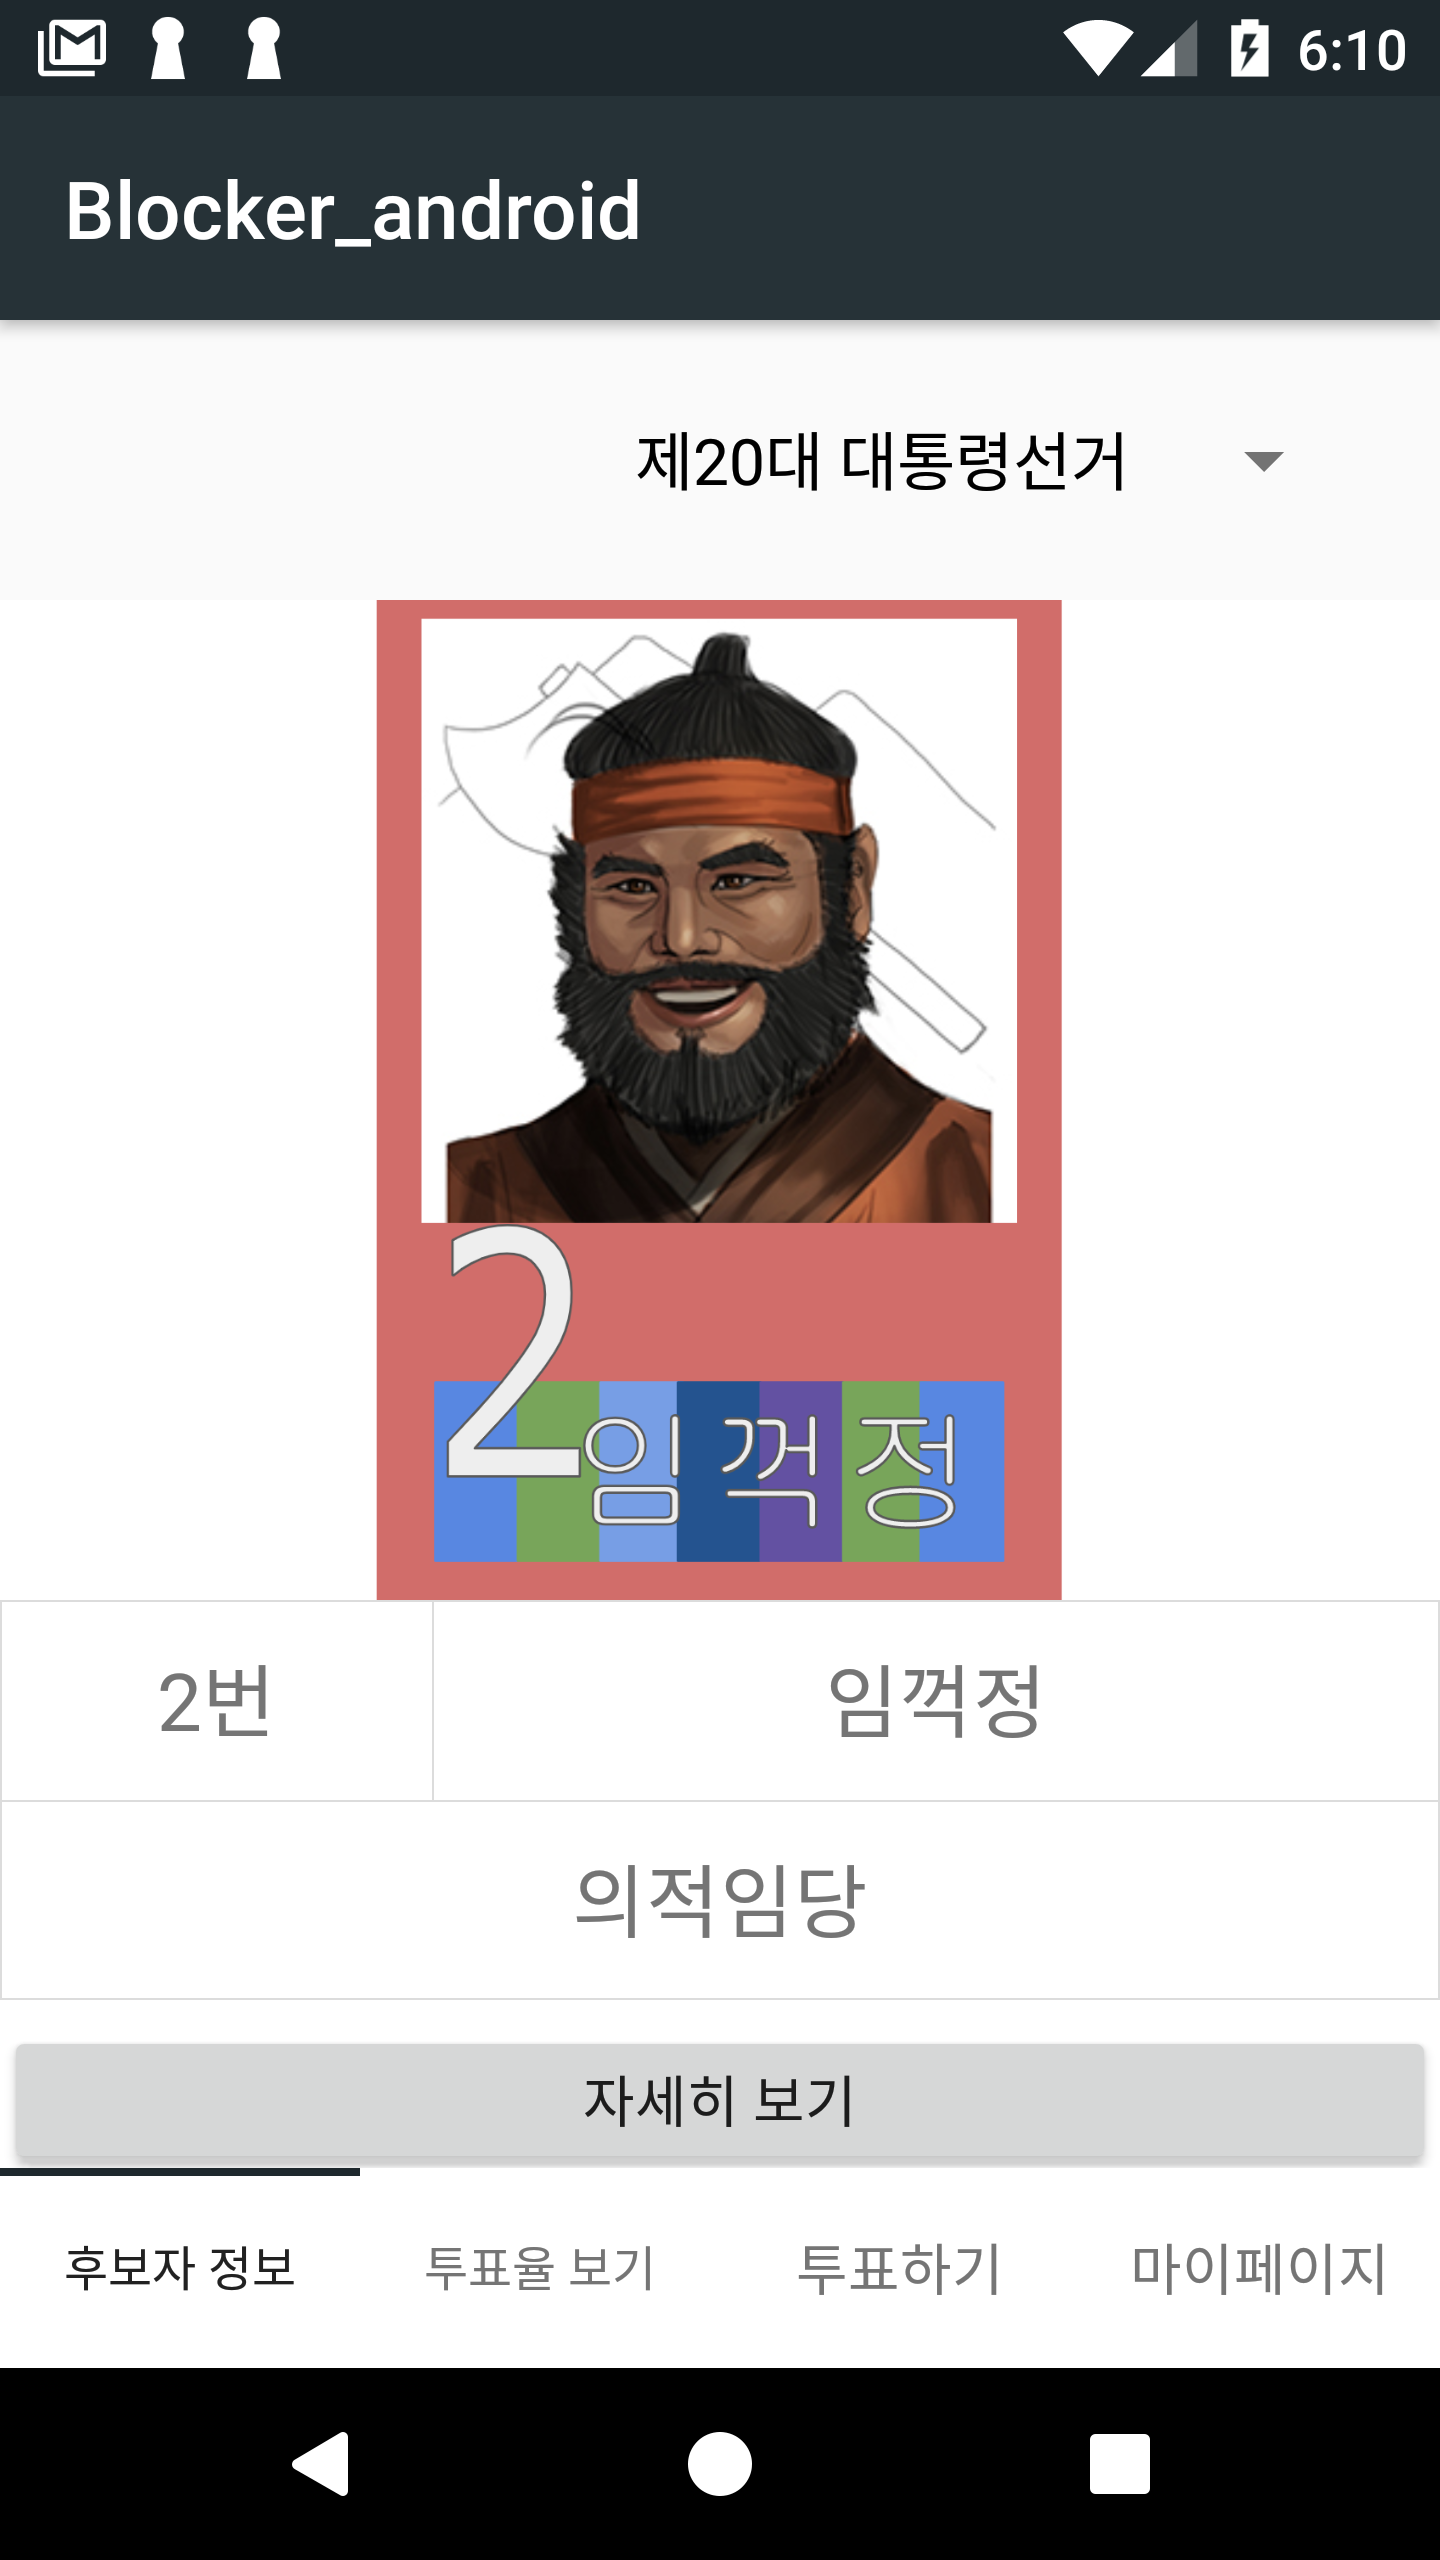 6:10
Blocker_android
제20대 대통령선거
2임꺽정
2번 임꺽정
의적임당
자세히 보기
후보자 정보 투표율 보기 투표하기 마이페이지